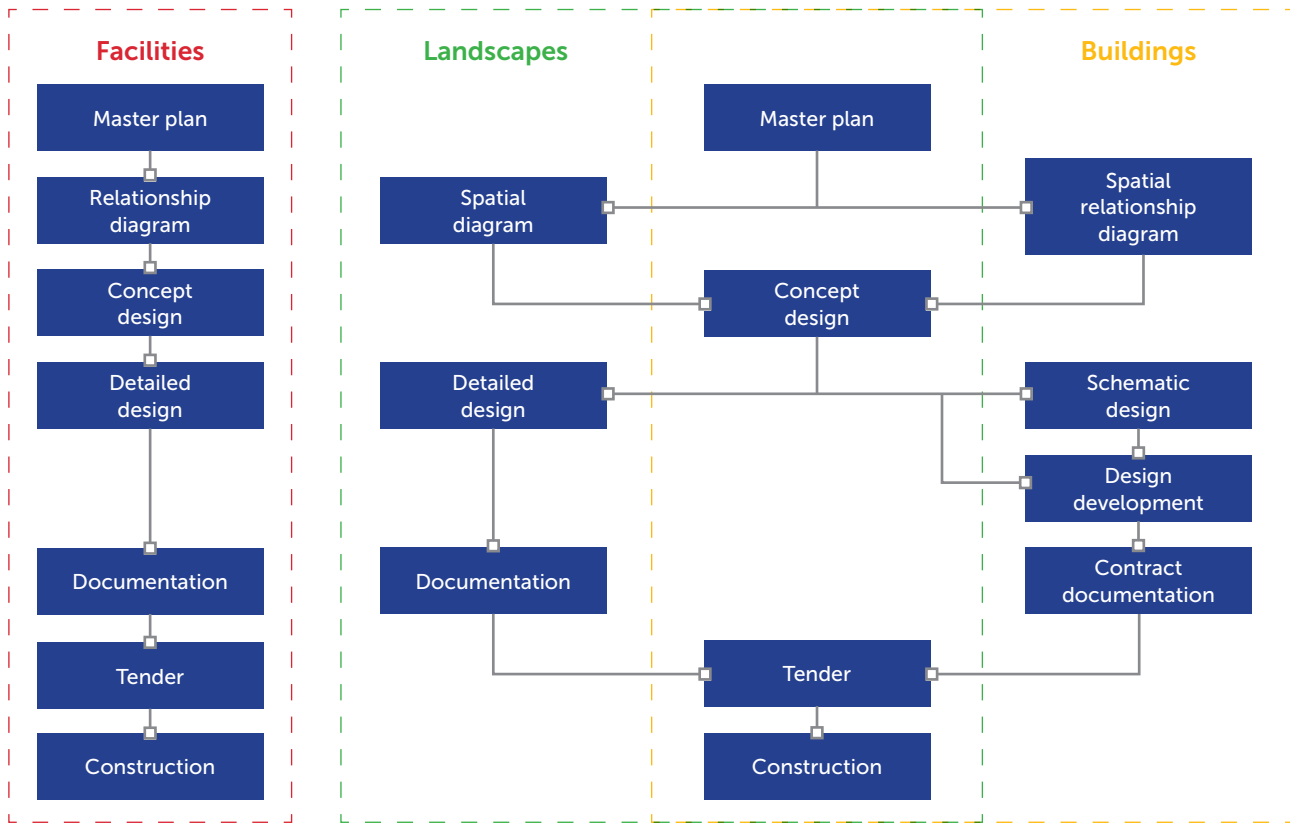 Facilities
Master plan
Relationship
diagram
Concept
design
Detailed
design
Documentation
Tender
Construction
Landscapes
Buildings
Master plan
Spatial
diagram
Spatial
relationship
diagram
Concept
design
Detailed
design
Schematic
design
Design
development
Documentation
Contract
documentation
Tender
Construction